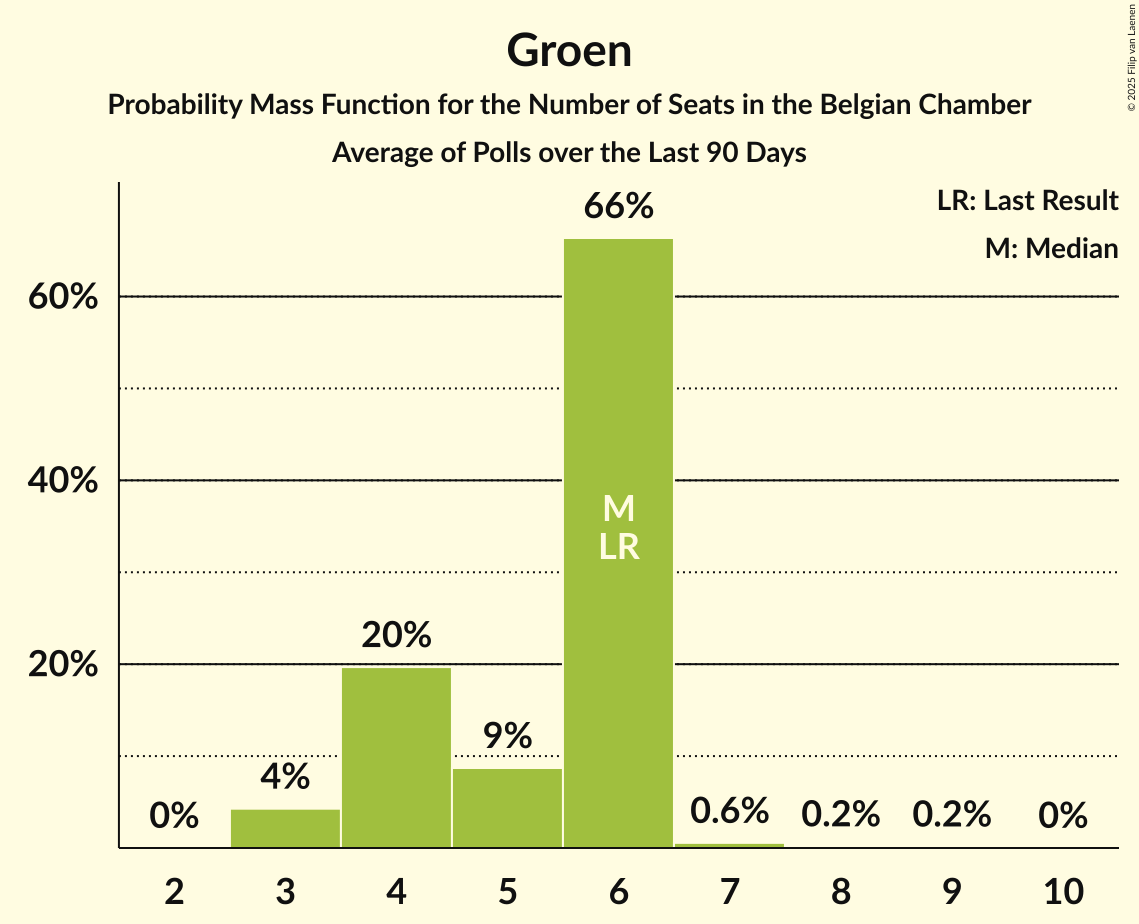 Groen
Probability Mass Function for the Number of Seats in the Belgian Chamber
Average of Polls over the Last 90 Days
© 2025 Filip van Laenen
LR: Last Result
M: Median
66%
60%
40%
M
LR
20%
20%
9%
4%
0%
0.6%
0.2%
0.2%
0%
2 3 4 5 6 7 8 9 10